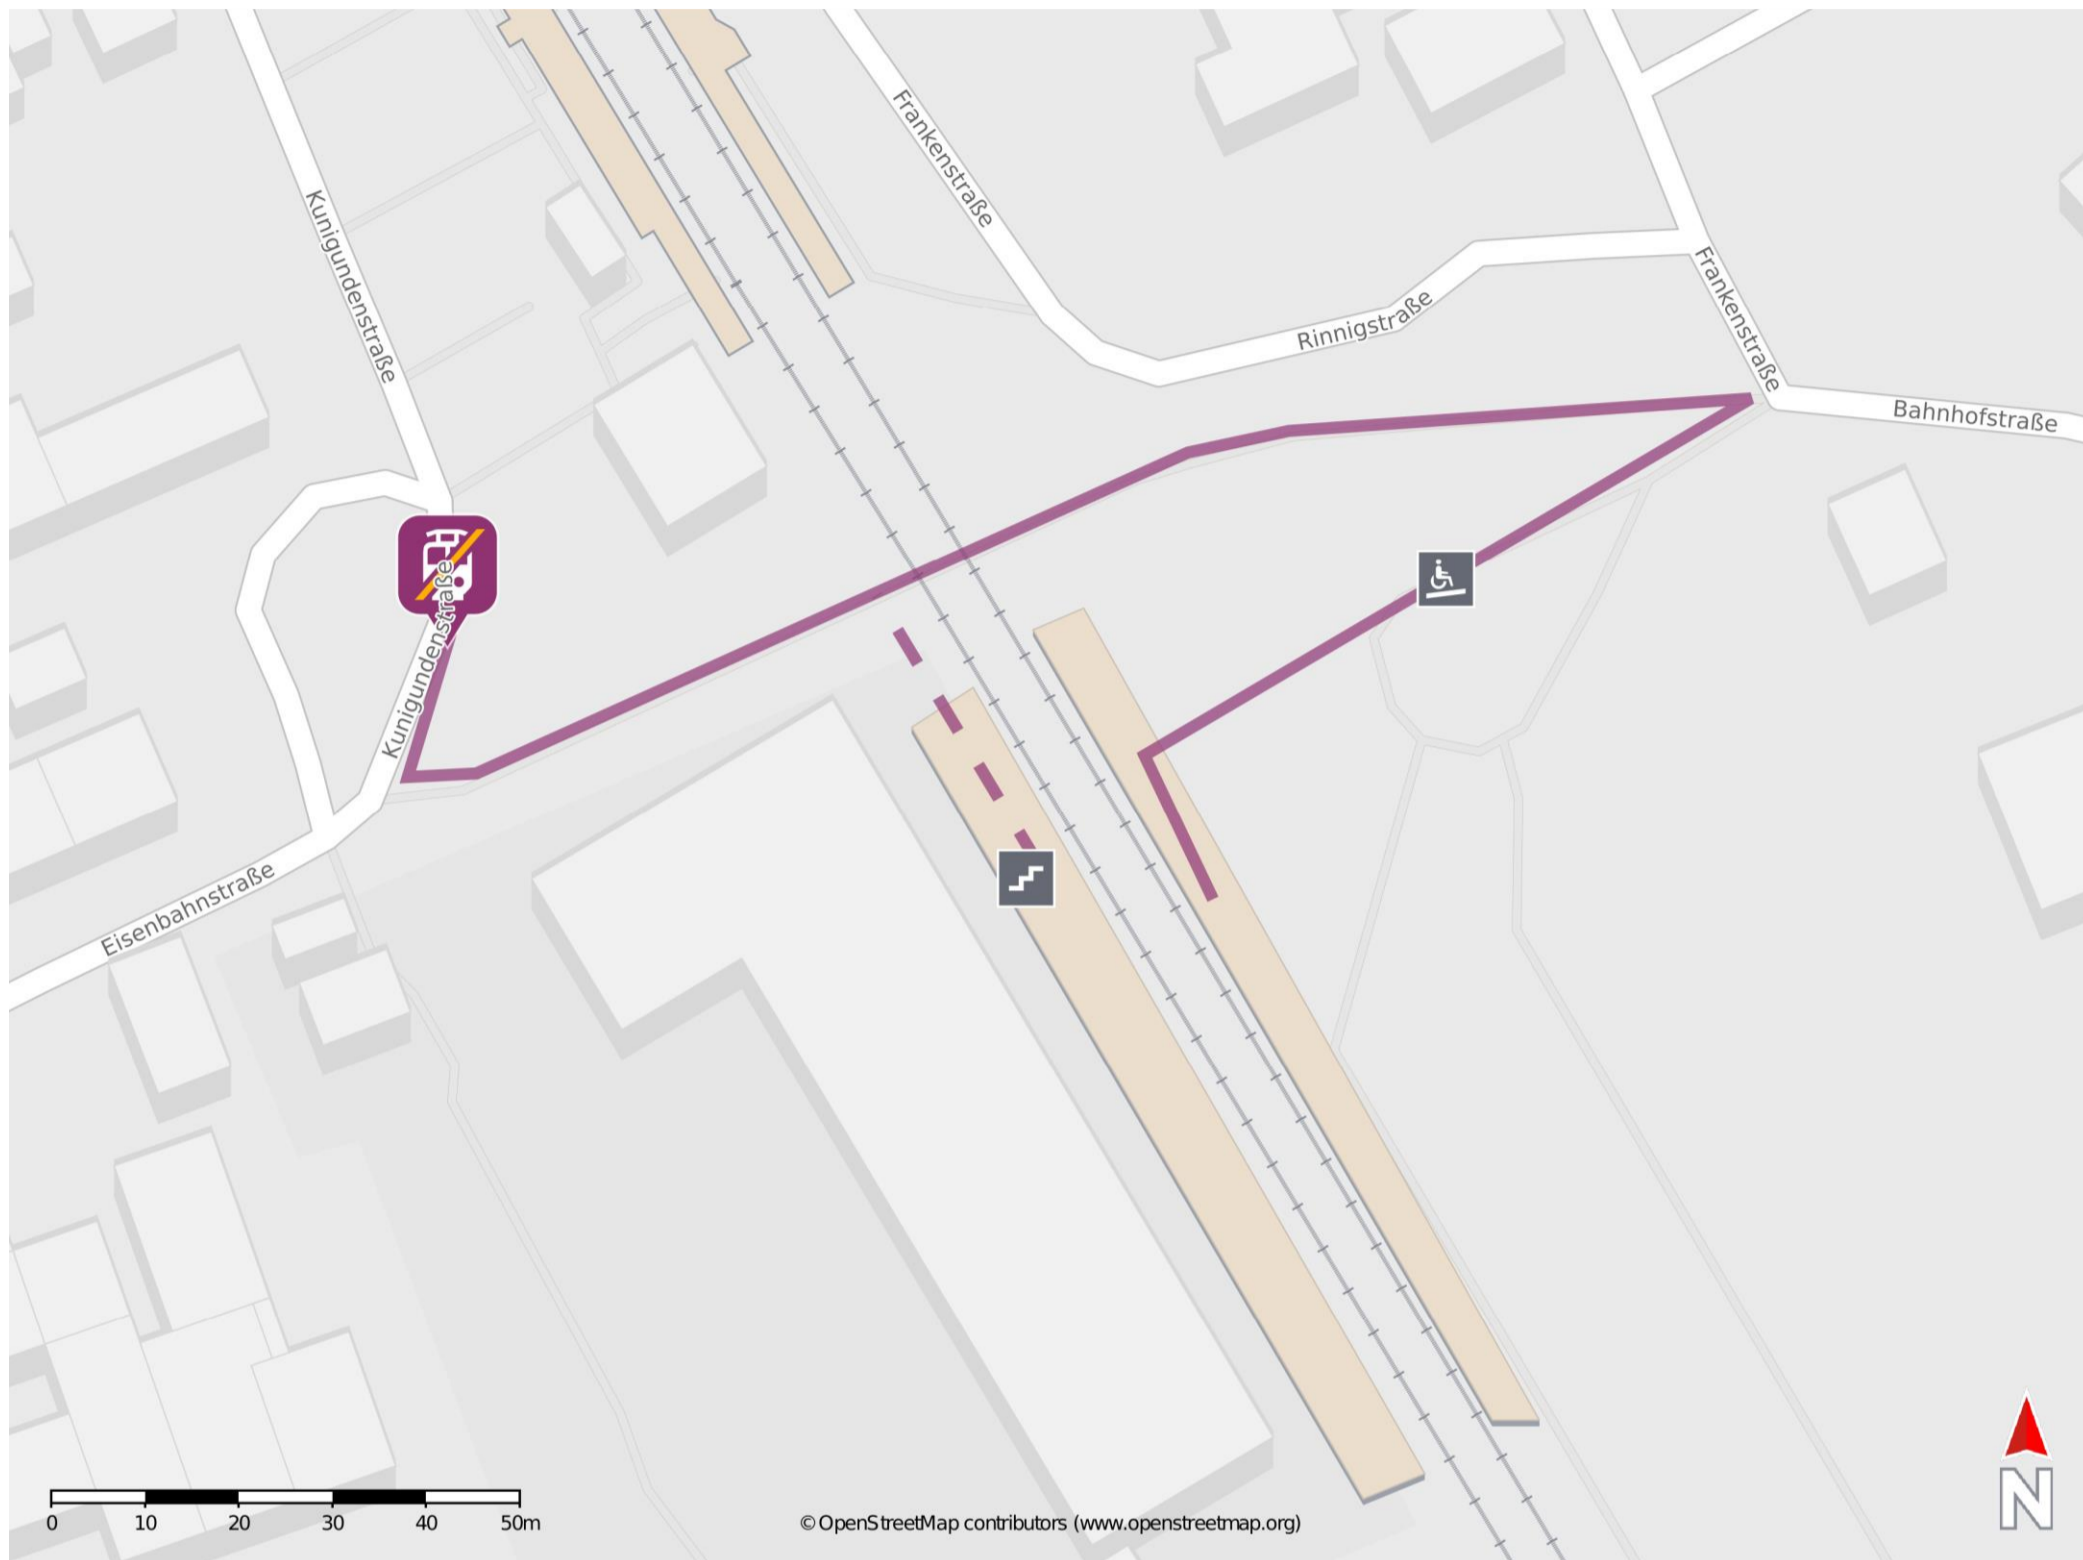 Frankenstraße
Kunigundenstraße
Frankenstraße
Rinnigstraße
Bahnhofstraße
Kunigundenstraße
Eisenbahnstraße
N
0 10 20 30 40 50m
© OpenStreetMap contributors (www.openstreetmap.org)